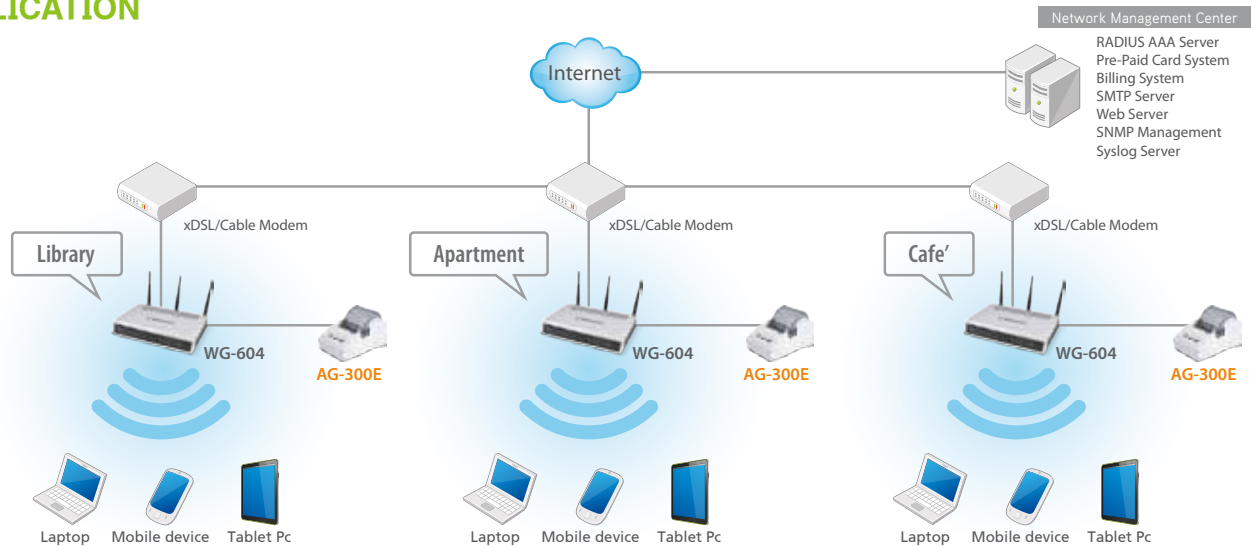 LICATION
Network Management Center
RADIUS AAA Server
Pre-Paid Card System
Billing System
SMTP Server
Web Server
SNMP Management
Syslog Server
Internet
xDSL/Cable Modem
xDSL/Cable Modem
xDSL/Cable Modem
Library
Apartment
Cafe’
WG-604
WG-604
WG-604
AG-300E
AG-300E
AG-300E
Laptop
Mobile device
Tablet Pc
Laptop
Mobile device
Tablet Pc
Laptop
Mobile device
Tablet Pc